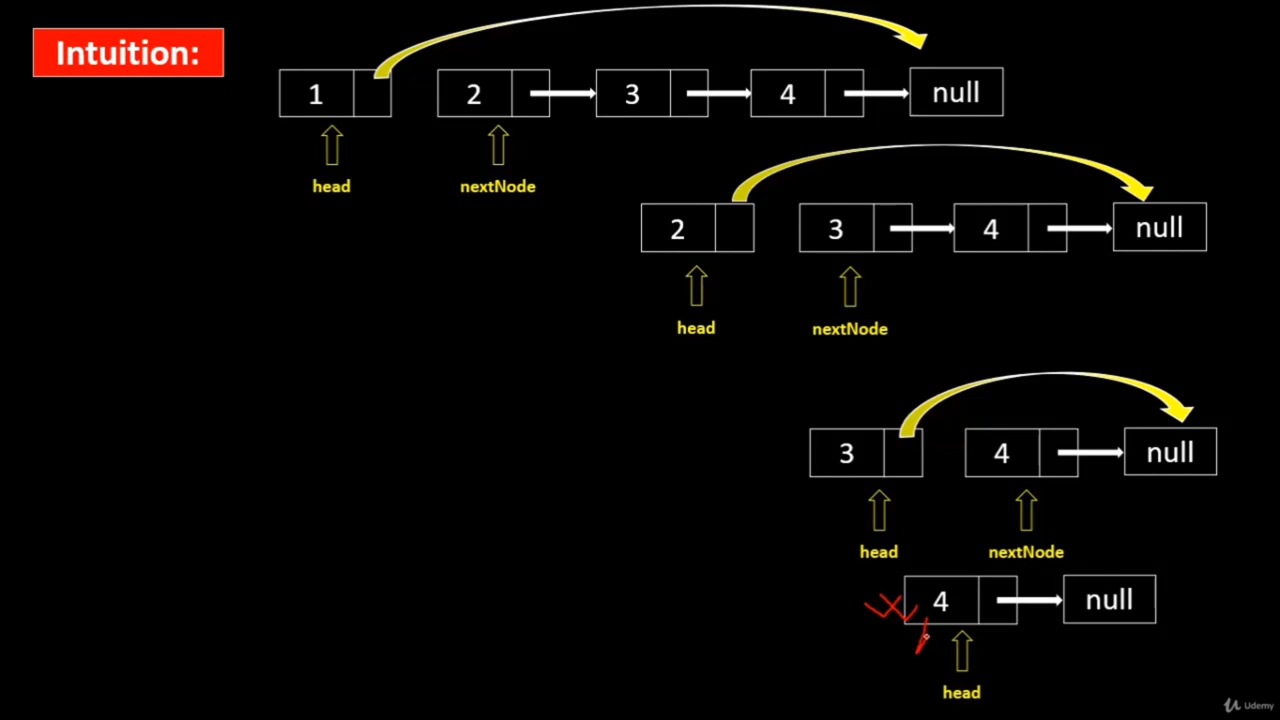 Intuition:
1 2 3 4 null
head nextNode
2 3 4 null
head nextNode
3 4 null
head nextNode
4 null
head
Udemy